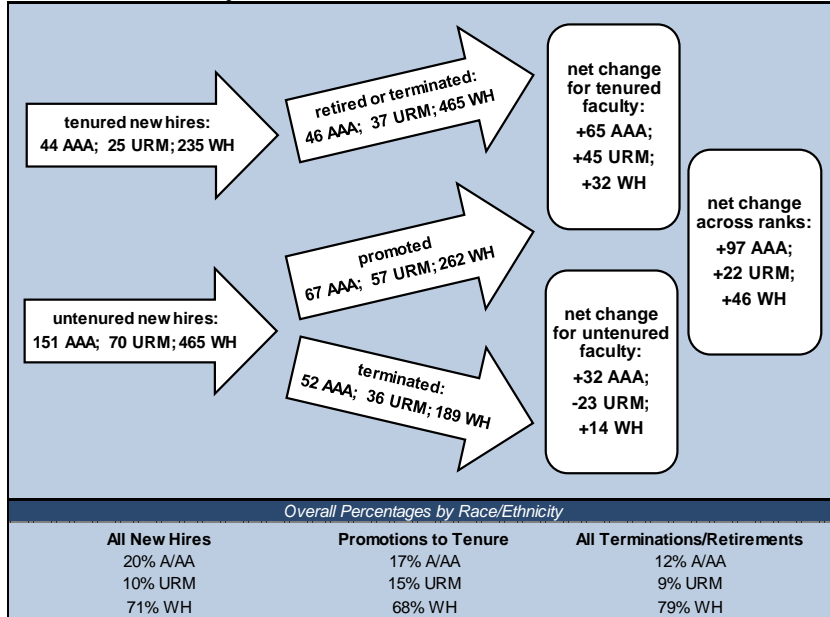 tenured new hires:
44 AAA; 25 URM; 235 WH
retired or terminated:
46 AAA; 37 URM; 465 WH
net change
for tenured
faculty:
+65 AAA;
+45 URM;
+32 WH
untenured new hires:
151 AAA; 70 URM; 465 WH
promoted
67 AAA; 57 URM; 262 WH
terminated:
52 AAA; 36 URM; 189 WH
net change
for untenured
faculty:
+32 AAA;
-23 URM;
+14 WH
net change
across ranks:
+97 AAA;
+22 URM;
+46 WH
Overall Percentages by Race/Ethnicity
All New Hires Promotions to Tenure All Terminations/Retirements
20% A/AA 17% A/AA 12% A/AA
10% URM 15% URM 9% URM
71% WH 68% WH 79% WH